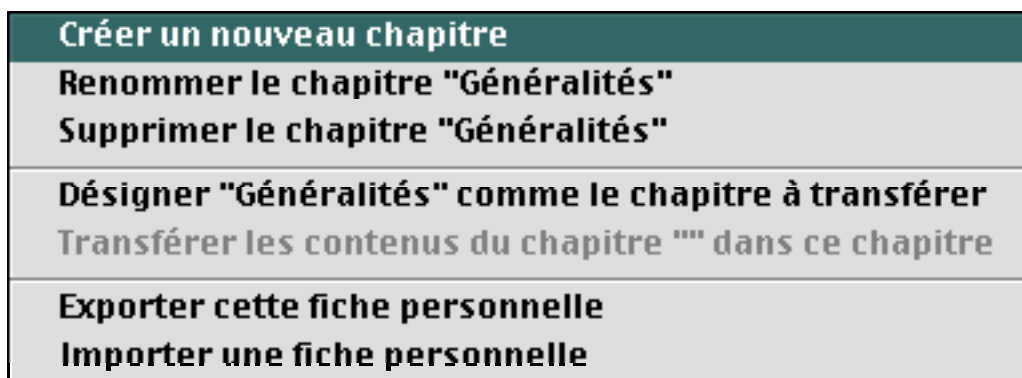 Créer un nouveau chapitre
Renommer le chapitre "Généralités"
Supprimer le chapitre "Généralités"
Désigner "Généralités" comme le chapitre à transférer
Transférer les contenus du chapitre "" dans ce chapitre
Exporter cette fiche personnelle
Importer une fiche personnelle